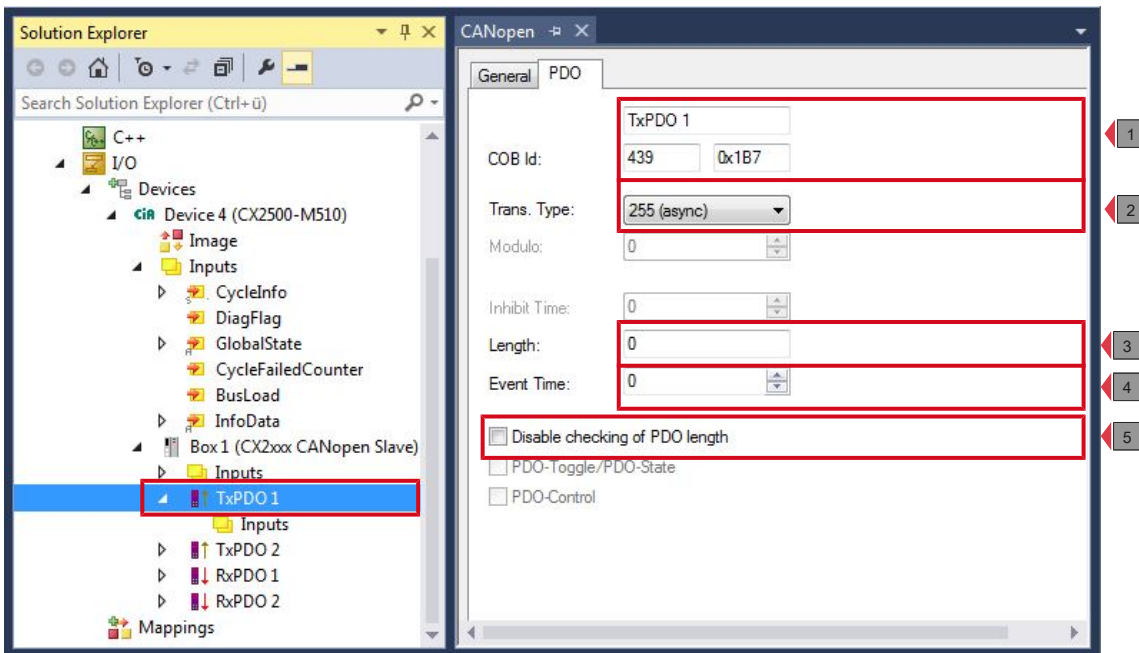 Solution Explorer
Search Solution Explorer (Ctrl+ü)
C++
I/O
Devices
CiA Device 4 (CX2500-M510)
Image
Inputs
CycleInfo
DiagFlag
GlobalState
CycleFailedCounter
BusLoad
InfoData
Box 1 (CX2xxx CANopen Slave)
Inputs
TxPDO 1
Inputs
TxPDO 2
RxPDO 1
RxPDO 2
Mappings
CANopen
General PDO
TxPDO 1
COB Id: 439 0x1B7
Trans. Type: 255 (async)
Modulo: 0
Inhibit Time: 0
Length: 0
Event Time: 0
Disable checking of PDO length
PDO-Toggle/PDO-State
PDO-Control
1
2
3
4
5